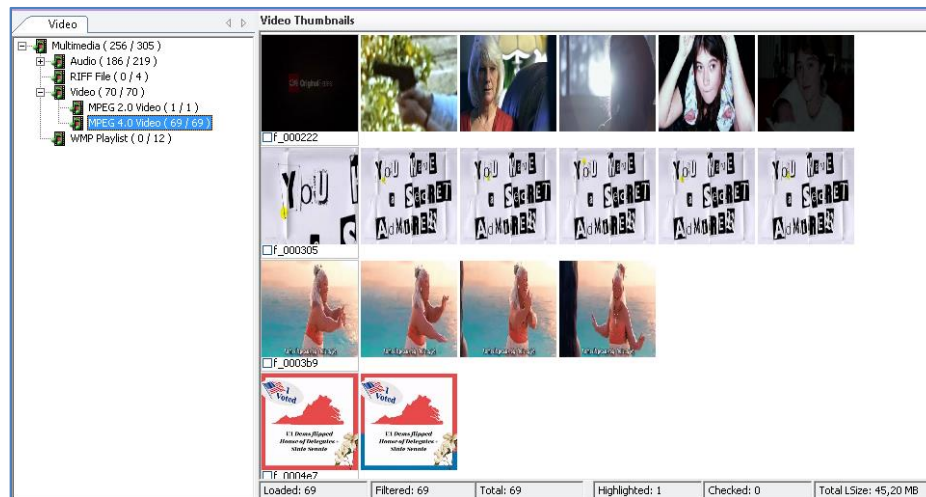 Video
Multimedia ( 256 / 305 )
Audio ( 186 / 219 )
RIFF File ( 0 / 4 )
Video ( 70 / 70 )
MPEG 2.0 Video ( 1 / 1 )
MPEG 4.0 Video ( 69 / 69 )
WMP Playlist ( 0 / 12 )
Video Thumbnails
f_000222
You
YoU HAVE
a SecRET
AdMIRER
YoU HAVE
a SecRET
AdMIRER
YoU HAVE
a SecRET
AdMIRER
YoU HAVE
a SecRET
AdMIRER
YoU HAVE
a SecRET
AdMIRER
f_000305
f_0003b9
I Voted
VA Dems flipped
House of Delegates -
State Senate
I Voted
VA Dems flipped
House of Delegates -
State Senate
f_0004e7
Loaded: 69
Filtered: 69
Total: 69
Highlighted: 1
Checked: 0
Total LSize: 45,20 MB